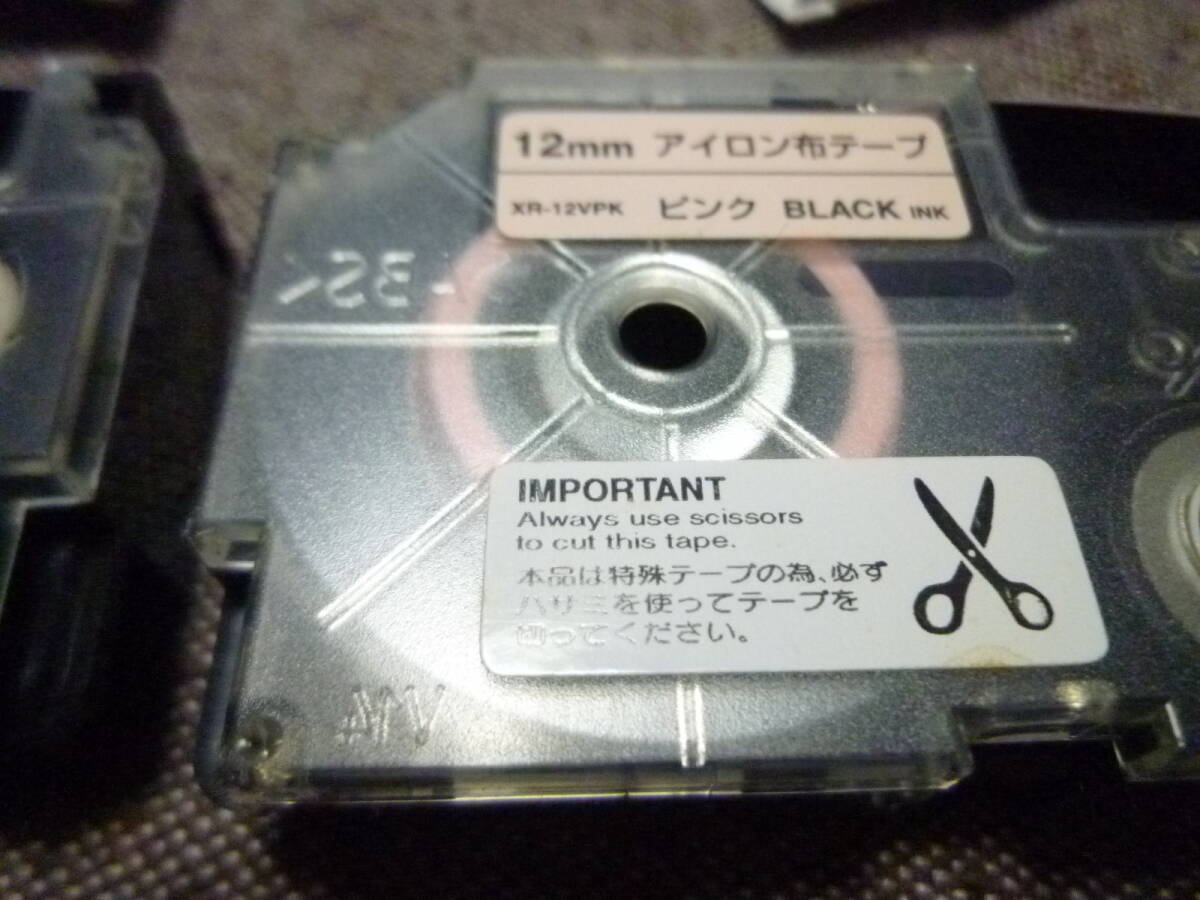 12mm アイロン布テープ
XR-12VPK ピンク BLACK INK
IMPORTANT
Always use scissors
to cut this tape.
本品は特殊テープの為、必ず
ハサミを使ってテープを
切ってください。